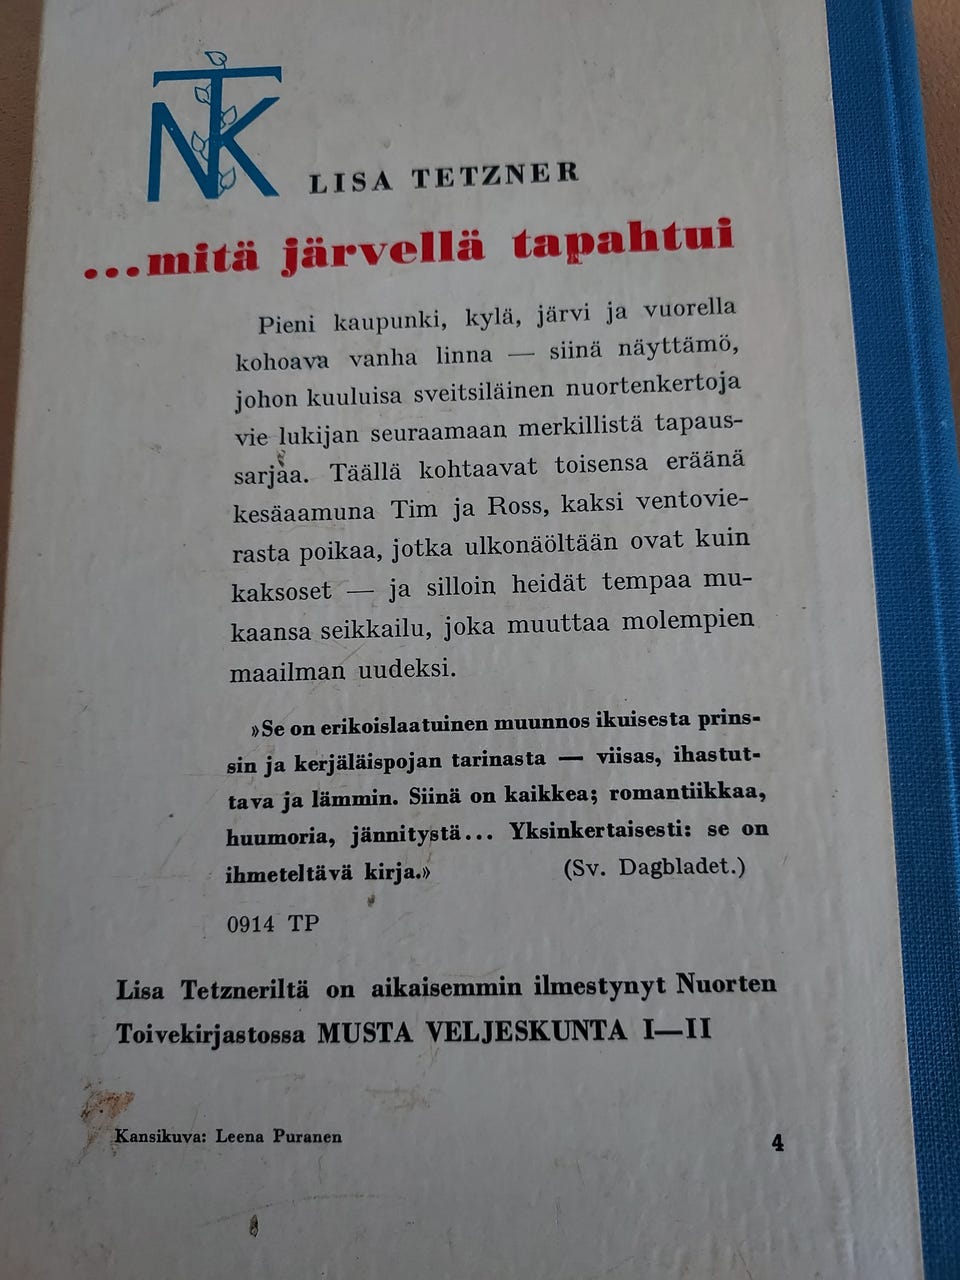 NTK
LISA TETZNER
...mitä järvellä tapahtui
Pieni kaupunki, kylä, järvi ja vuorella
kohoava vanha linna — siinä näyttämö,
johon kuuluisa sveitsiläinen nuortenkertoja
vie lukijan seuraamaan merkillistä tapaus-
sarjaa. Täällä kohtaavat toisensa eräänä
kesäaamuna Tim ja Ross, kaksi ventovie-
rasta poikaa, jotka ulkonäöltään ovat kuin
kaksoset — ja silloin heidät tempaa mu-
kaansa seikkailu, joka muuttaa molempien
maailman uudeksi.
»Se on erikoislaatuinen muunnos ikuisesta prins-
sin ja kerjäläispojan tarinasta — viisas, ihastut-
tava ja lämmin. Siinä on kaikkea; romantiikkaa,
huumoria, jännitystä... Yksinkertaisesti: se on
ihmeteltävä kirja.» (Sv. Dagbladet.)
0914 TP
Lisa Tetzneriltä on aikaisemmin ilmestynyt Nuorten
Toivekirjastossa MUSTA VELJESKUNTA I—II
Kansikuva: Leena Puranen
4